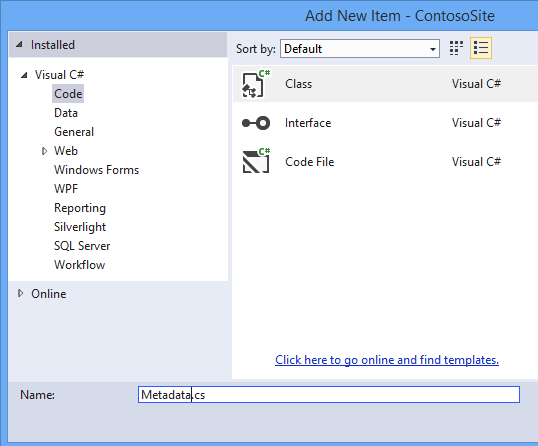 Add New Item - ContosoSite
Installed
Sort by: Default
Visual C#
Code
Data
General
Web
Windows Forms
WPF
Reporting
Silverlight
SQL Server
Workflow
Online
C# Class Visual C#
Interface Visual C#
C# Code File Visual C#
Click here to go online and find templates.
Name: Metadata.cs